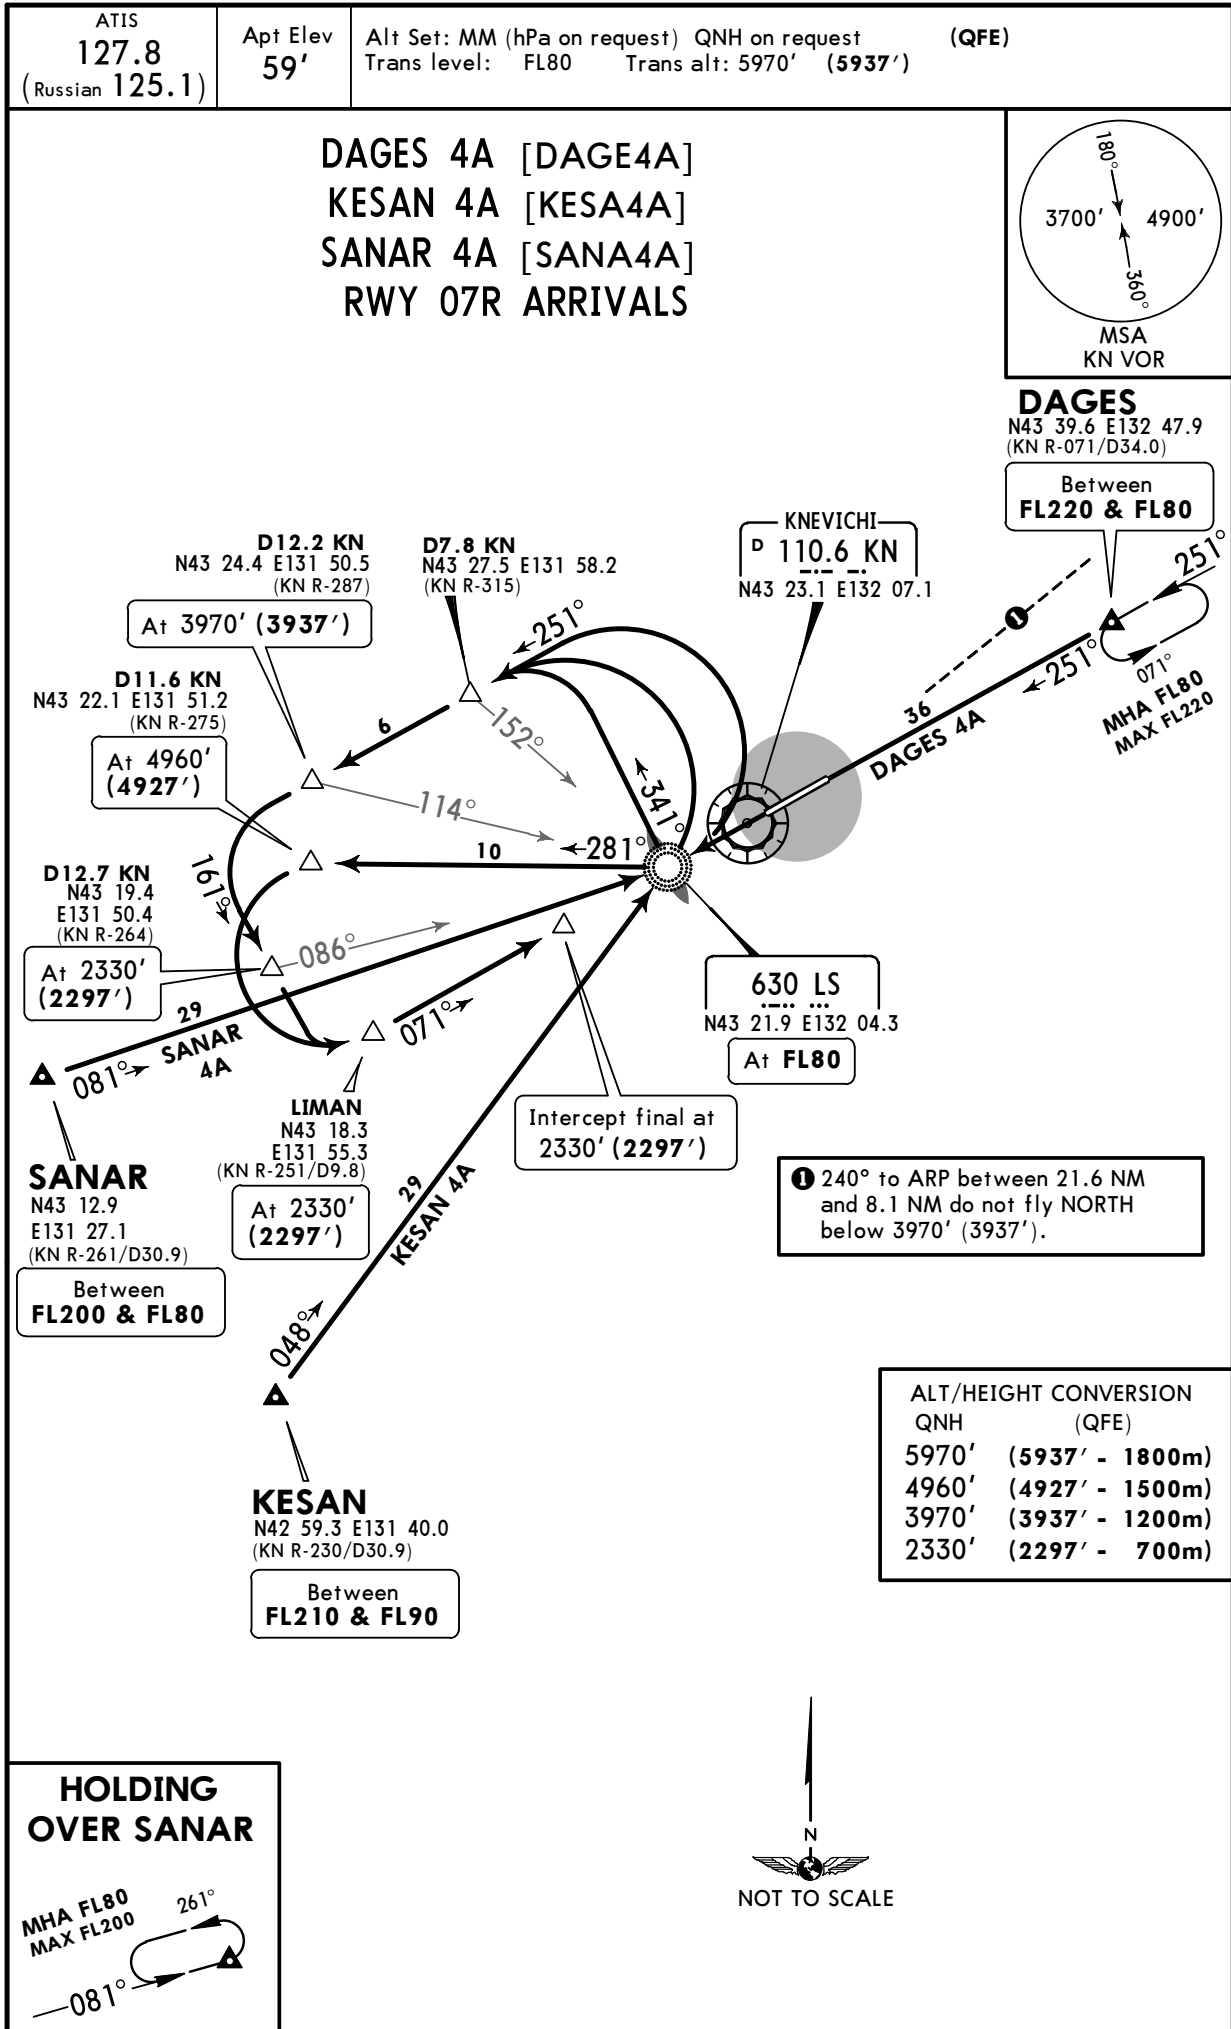 ATIS
127.8
(Russian 125.1)
Apt Elev
59'
Alt Set: MM (hPa on request) QNH on request (QFE)
Trans level: FL80 Trans alt: 5970' (5937')
DAGES 4A [DAGE4A]
KESAN 4A [KESA4A]
SANAR 4A [SANA4A]
RWY 07R ARRIVALS
180°
3700' 4900'
360°
MSA
KN VOR
DAGES
N43 39.6 E132 47.9
(KN R-071/D34.0)
Between
FL220 & FL80
251°
071°
MHA FL80
MAX FL220
251°
36
DAGES 4A
1
KNEVICHI
D 110.6 KN
N43 23.1 E132 07.1
D12.2 KN
N43 24.4 E131 50.5
(KN R-287)
At 3970' (3937')
D7.8 KN
N43 27.5 E131 58.2
(KN R-315)
251°
6
152°
D11.6 KN
N43 22.1 E131 51.2
(KN R-275)
At 4960'
(4927')
114°
341°
281°
10
161°
D12.7 KN
N43 19.4
E131 50.4
(KN R-264)
At 2330'
(2297')
086°
29
SANAR
4A
081°
071°
630 LS
N43 21.9 E132 04.3
At FL80
LIMAN
N43 18.3
E131 55.3
(KN R-251/D9.8)
At 2330'
(2297')
Intercept final at
2330' (2297')
SANAR
N43 12.9
E131 27.1
(KN R-261/D30.9)
Between
FL200 & FL80
29
KESAN 4A
048°
1 240° to ARP between 21.6 NM
and 8.1 NM do not fly NORTH
below 3970' (3937').
KESAN
N42 59.3 E131 40.0
(KN R-230/D30.9)
Between
FL210 & FL90
ALT/HEIGHT CONVERSION
QNH (QFE)
5970' (5937' - 1800m)
4960' (4927' - 1500m)
3970' (3937' - 1200m)
2330' (2297' - 700m)
HOLDING
OVER SANAR
MHA FL80
MAX FL200
261°
081°
N
NOT TO SCALE